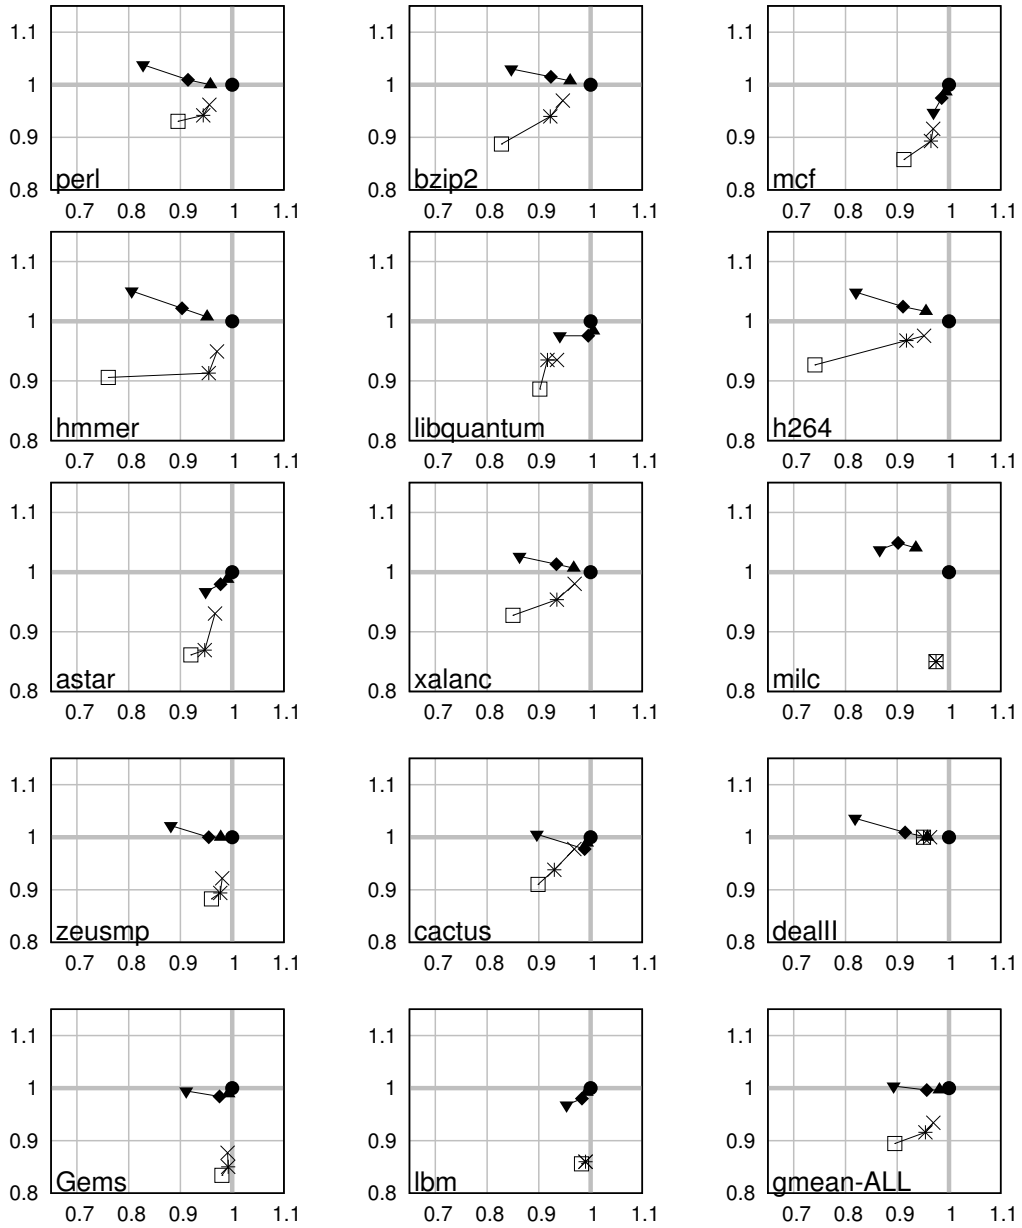 1.1 1.1 1.1
1 1 1
0.9 0.9 0.9
perl bzip2 mcf
0.8 0.8 0.8
0.7 0.8 0.9 1 1.1 0.7 0.8 0.9 1 1.1 0.7 0.8 0.9 1 1.1
1.1 1.1 1.1
1 1 1
0.9 0.9 0.9
hmmer libquantum h264
0.8 0.8 0.8
0.7 0.8 0.9 1 1.1 0.7 0.8 0.9 1 1.1 0.7 0.8 0.9 1 1.1
1.1 1.1 1.1
1 1 1
0.9 0.9 0.9
astar xalanc milc
0.8 0.8 0.8
0.7 0.8 0.9 1 1.1 0.7 0.8 0.9 1 1.1 0.7 0.8 0.9 1 1.1
1.1 1.1 1.1
1 1 1
0.9 0.9 0.9
zeusmp cactus dealII
0.8 0.8 0.8
0.7 0.8 0.9 1 1.1 0.7 0.8 0.9 1 1.1 0.7 0.8 0.9 1 1.1
1.1 1.1 1.1
1 1 1
0.9 0.9 0.9
Gems lbm gmean-ALL
0.8 0.8 0.8
0.7 0.8 0.9 1 1.1 0.7 0.8 0.9 1 1.1 0.7 0.8 0.9 1 1.1